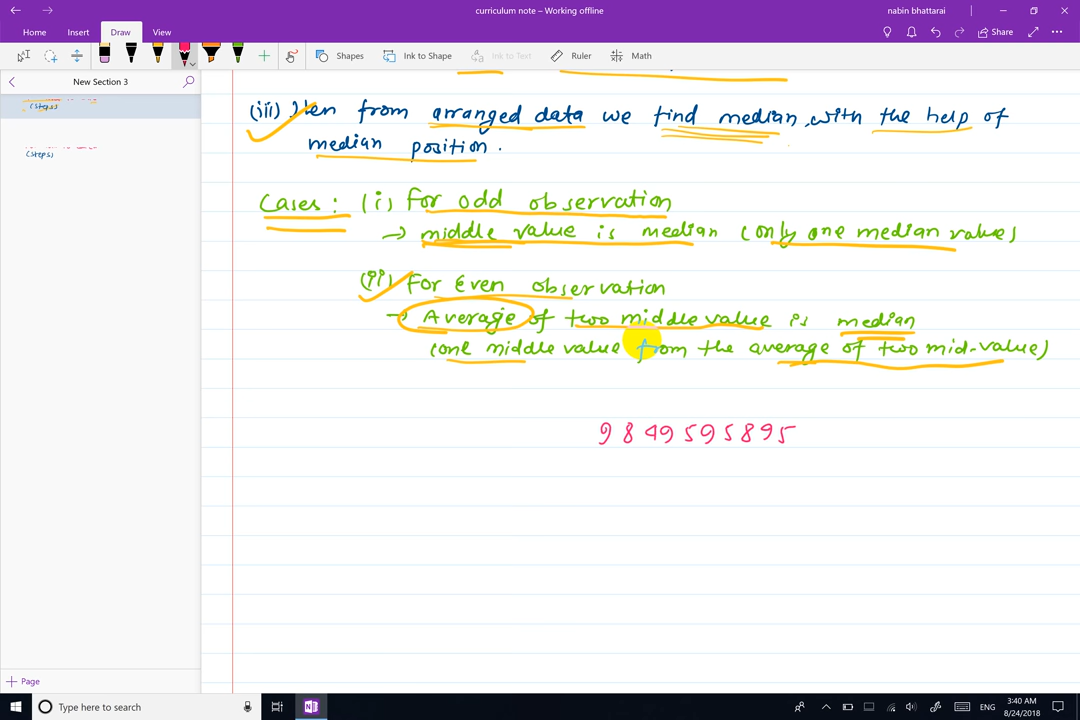 curriculum note – Working offline
nabin bhattarai
Home Insert Draw View
Share
Shapes Ink to Shape Ink to Text Ruler Math
New Section 3
(steps)
(steps)
(iii) from arranged data we find median, with the help of
median position.
Cases: (i) For odd observation
→ middle value is median (only one median value)
(ii) For Even observation
→ Average of two middle value is median
(one middle value from the average of two mid-value)
9849595895
Page
Type here to search
ENG
3:40 AM
8/24/2018